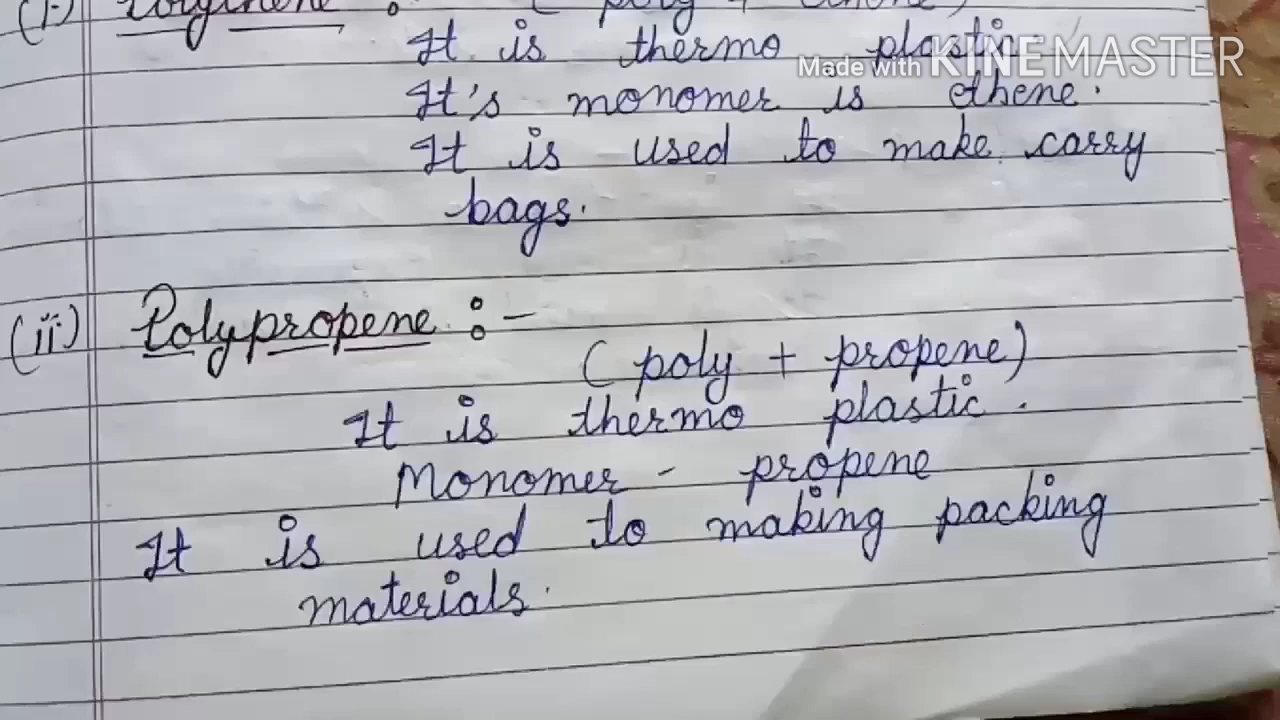 (i)
It is thermo plastic
Made with KINEMASTER
It's monomer is ethene.
It is used to make carry
bags.
(ii) Polypropene :-
(poly + propene)
It is thermo plastic.
Monomer - propene
It is used to making packing
materials.